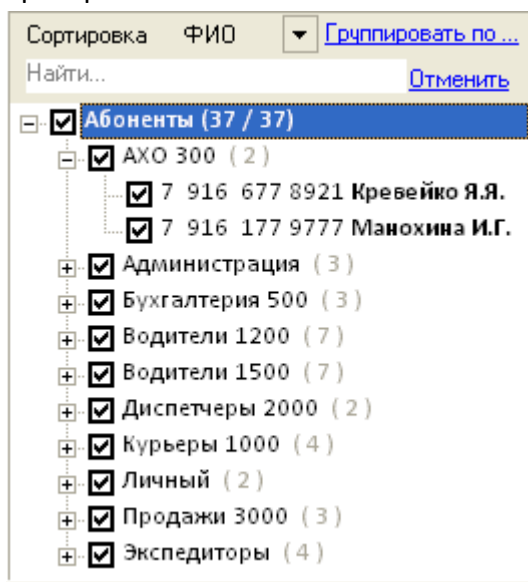 Сортировка ФИО Группировать по ...
Найти... Отменить
Абоненты (37 / 37)
АХО 300 ( 2 )
7 916 677 8921 Кревейко Я.Я.
7 916 177 9777 Манохина И.Г.
Администрация ( 3 )
Бухгалтерия 500 ( 3 )
Водители 1200 ( 7 )
Водители 1500 ( 7 )
Диспетчеры 2000 ( 2 )
Курьеры 1000 ( 4 )
Личный ( 2 )
Продажи 3000 ( 3 )
Экспедиторы ( 4 )